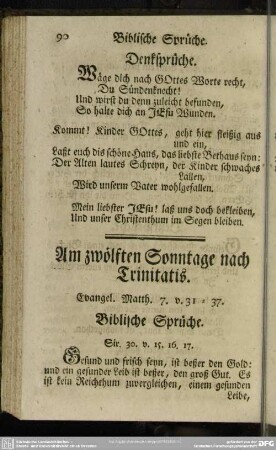 90 Biblische Sprüche.
Denksprüche.
Wäge dich nach GOttes Worte recht,
Du Sündenknecht!
Und wirst du denn zuleicht befunden,
So halte dich an JEsu Wunden.
Kommt! Kinder GOttes, geht hier fleißig aus
und ein,
Laßt euch dis schöne Haus, das liebste Bethaus seyn:
Der Alten lautes Schreyn, der Kinder schwaches
Lallen,
Wird unserm Vater wohlgefallen.
Mein liebster JEsu! laß uns doch bekleiben,
Und unser Christenthum im Segen bleiben.
Am zwölften Sonntage nach
Trinitatis.
Evangel. Matth. 7. v. 31 = 37.
Biblische Sprüche.
Sir. 30. v. 15. 16. 17.
Gesund und frisch seyn, ist besser den Gold:
und ein gesunder Leib ist besser, den groß Gut. Es
ist kein Reichthum zuvergleichen, einem gesunden
Leibe,